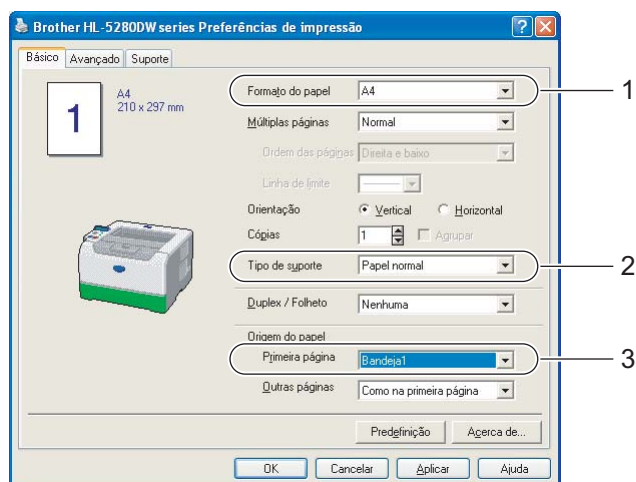 Brother HL-5280DW series Preferências de impressão
Básico Avançado Suporte
A4
210 x 297 mm
1
Formato do papel A4 1
Múltiplas páginas Normal
Ordem das páginas Direita e baixo
Linha de limite
Orientação Vertical Horizontal
Cópias 1 Agrupar
Tipo de suporte Papel normal 2
Duplex / Folheto Nenhuma
Origem do papel
Primeira página Bandeja1 3
Outras páginas Como na primeira página
Predefinição Acerca de...
OK Cancelar Aplicar Ajuda